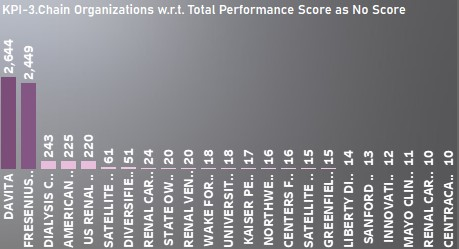 KPI-3.Chain Organizations w.r.t. Total Performance Score as No Score
2,644
2,449
243
225
220
61
51
24
20
20
18
18
17
16
16
15
15
14
13
12
11
10
10
DAVITA
FRESENIUS..
DIALYSIS C..
AMERICAN ..
US RENAL ..
SATELLITE ..
DIVERSIFIE..
RENAL CAR..
STATE OW..
RENAL VEN..
WAKE FOR..
UNIVERSIT..
KAISER PE..
NORTHWE..
CENTERS F..
SATELLITE ..
GREENFIEL..
LIBERTY DI..
SANFORD ..
INNOVATI..
MAYO CLIN..
RENAL CAR..
CENTRACA..